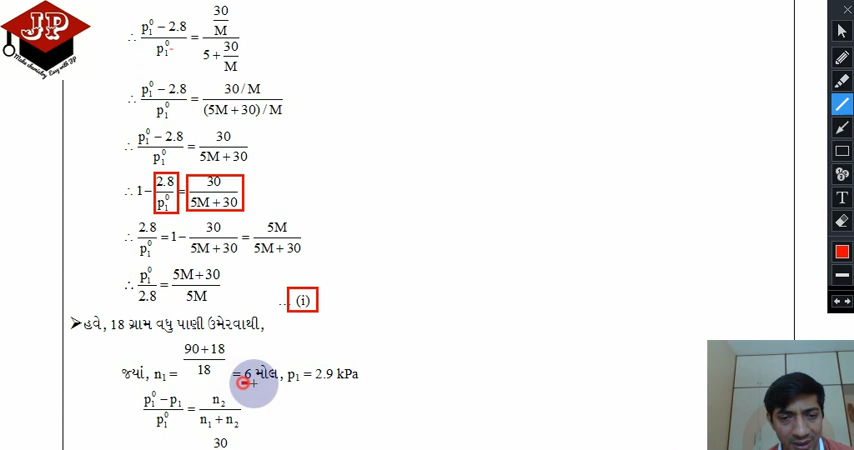 JP
Make chemistry Easy with JP
∴ (p₁⁰ − 2.8)/p₁⁰ = (30/M)/(5 + 30/M)
∴ (p₁⁰ − 2.8)/p₁⁰ = (30/M)/((5M + 30)/M)
∴ (p₁⁰ − 2.8)/p₁⁰ = 30/(5M + 30)
∴ 1 − 2.8/p₁⁰ = 30/(5M + 30)
∴ 2.8/p₁⁰ = 1 − 30/(5M + 30) = 5M/(5M + 30)
∴ p₁⁰/2.8 = (5M + 30)/5M ... (i)
➤ હવે, 18 ગ્રામ વધુ પાણી ઉમેરવાથી,
જ્યાં, n₁ = (90 + 18)/18 = 6 મોલ, p₁ = 2.9 kPa
(p₁⁰ − p₁)/p₁⁰ = n₂/(n₁ + n₂)
30
T